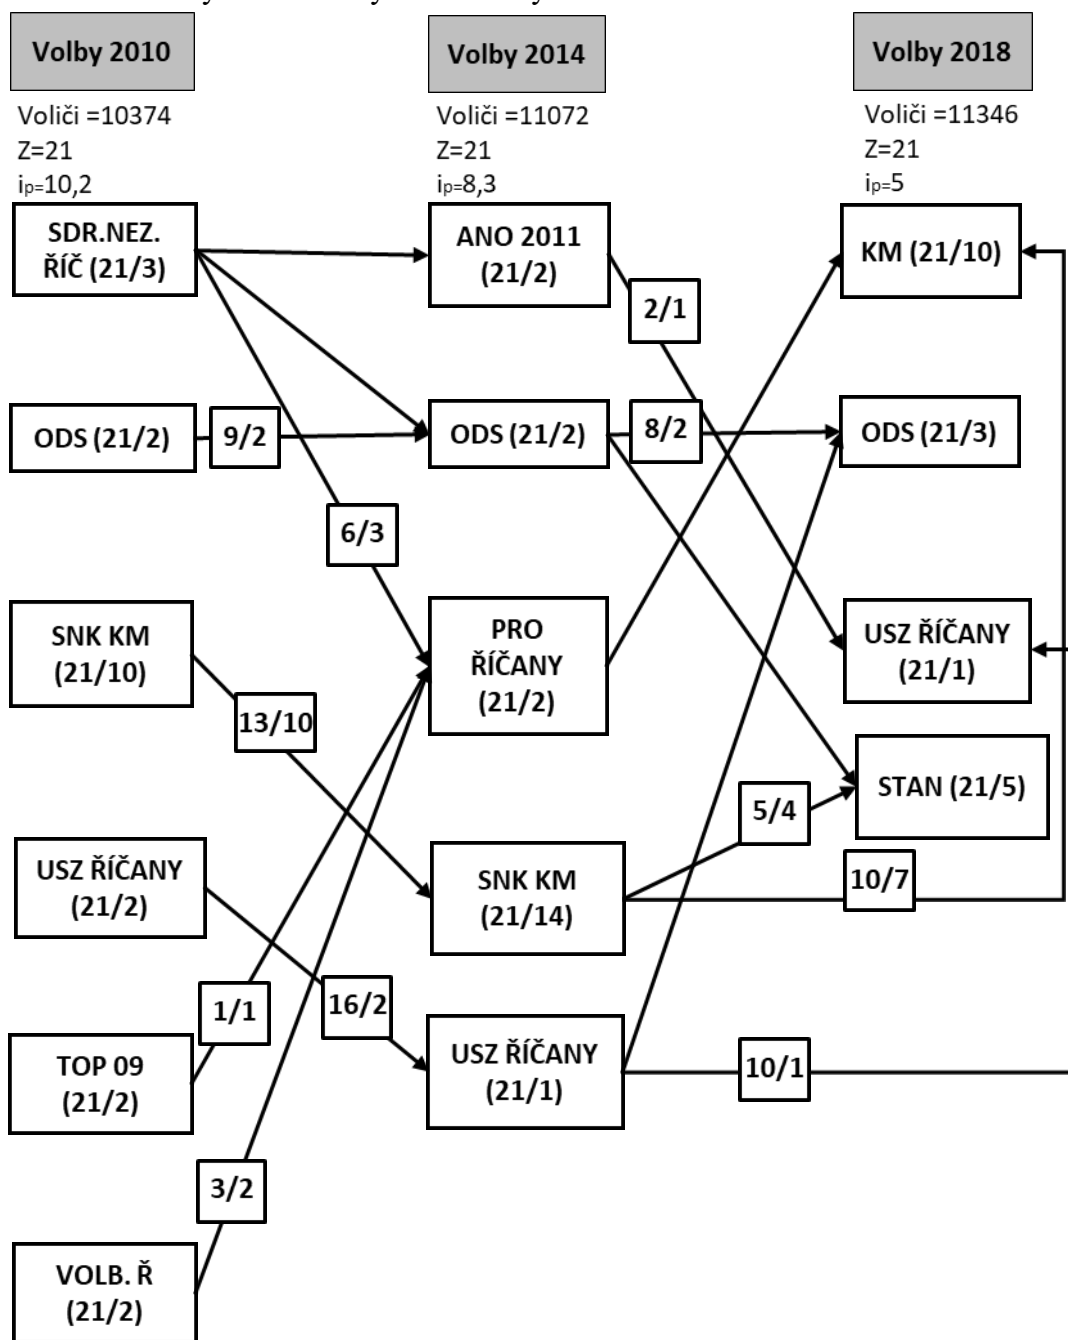 Volby 2010
Volby 2014
Volby 2018
Voliči =10374
Z=21
ip=10,2
Voliči =11072
Z=21
ip=8,3
Voliči =11346
Z=21
ip=5
SDR.NEZ.
ŘÍČ (21/3)
ANO 2011
(21/2)
KM (21/10)
2/1
ODS (21/2)
9/2
ODS (21/2)
8/2
ODS (21/3)
6/3
SNK KM
(21/10)
PRO
ŘÍČANY
(21/2)
USZ ŘÍČANY
(21/1)
13/10
STAN (21/5)
5/4
USZ ŘÍČANY
(21/2)
SNK KM
(21/14)
10/7
1/1
16/2
TOP 09
(21/2)
USZ ŘÍČANY
(21/1)
10/1
3/2
VOLB. Ř
(21/2)